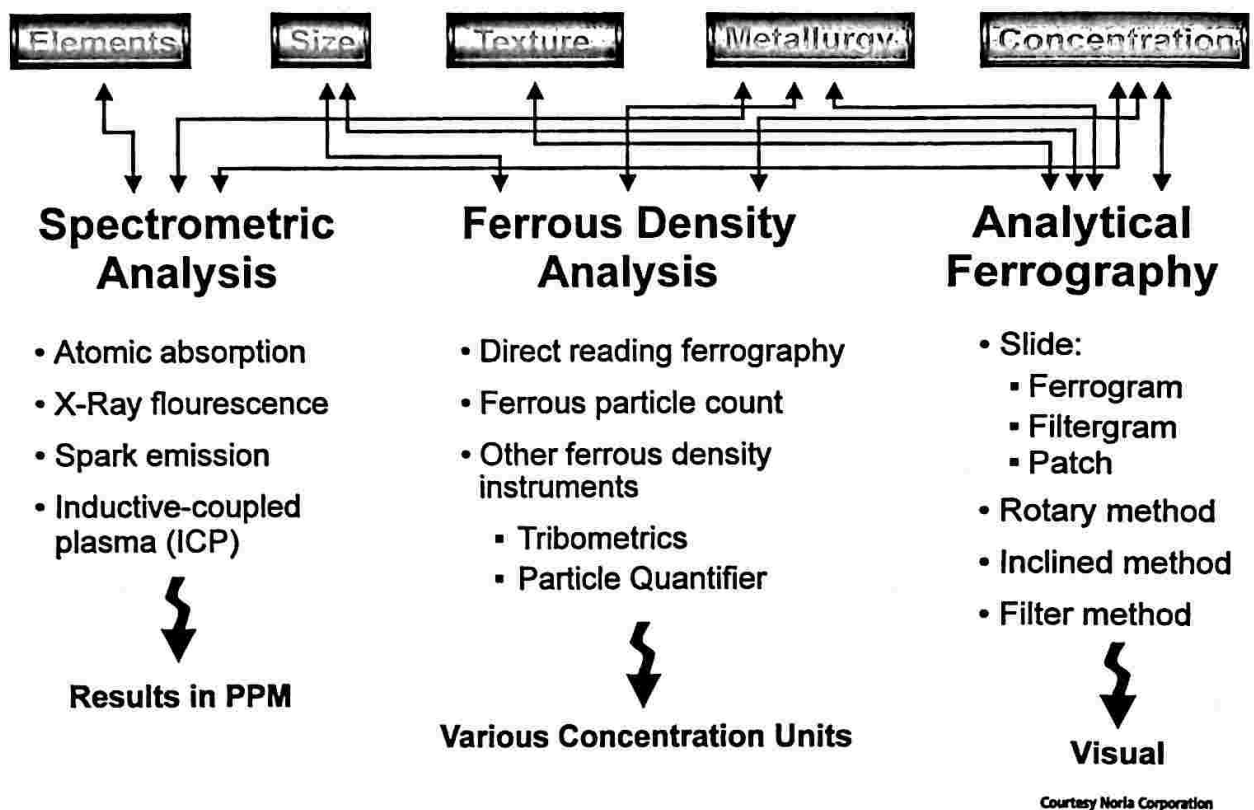 Elements
Size
Texture
Metallurgy
Concentration
Spectrometric
Analysis
• Atomic absorption
• X-Ray flourescence
• Spark emission
• Inductive-coupled
plasma (ICP)
Results in PPM
Ferrous Density
Analysis
• Direct reading ferrography
• Ferrous particle count
• Other ferrous density
instruments
▪ Tribometrics
▪ Particle Quantifier
Various Concentration Units
Analytical
Ferrography
• Slide:
▪ Ferrogram
▪ Filtergram
▪ Patch
• Rotary method
• Inclined method
• Filter method
Visual
Courtesy Noria Corporation